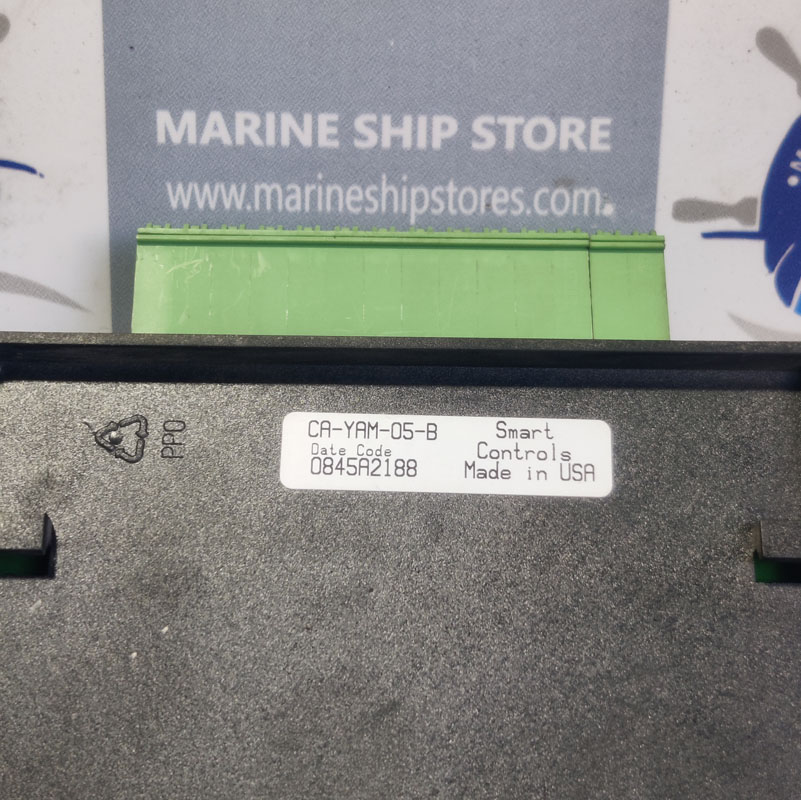 MARINE SHIP STORE
www.marineshipstores.com.
PPO
CA-YAM-05-B
Date Code
0845A2188
Smart
Controls
Made in USA